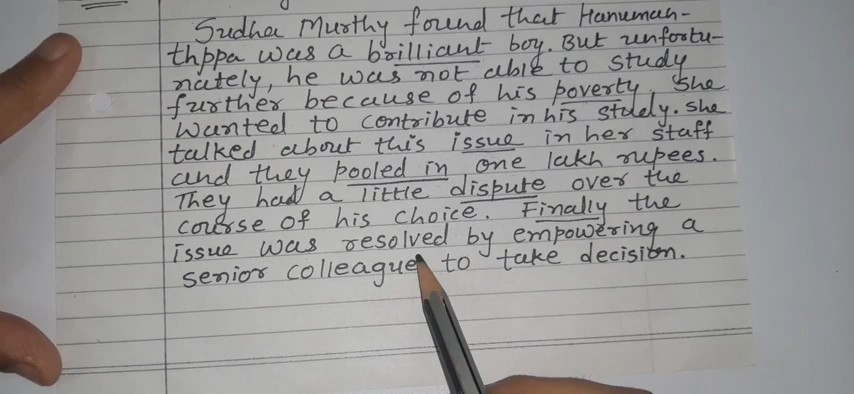 Sudha Murthy found that Hanuman-
thppa was a brilliant boy. But unfortu-
nately, he was not able to study
further because of his poverty. She
wanted to contribute in his study. She
talked about this issue in her staff
and they pooled in one lakh rupees.
They had a little dispute over the
course of his choice. Finally the
issue was resolved by empowering a
senior colleague to take decision.